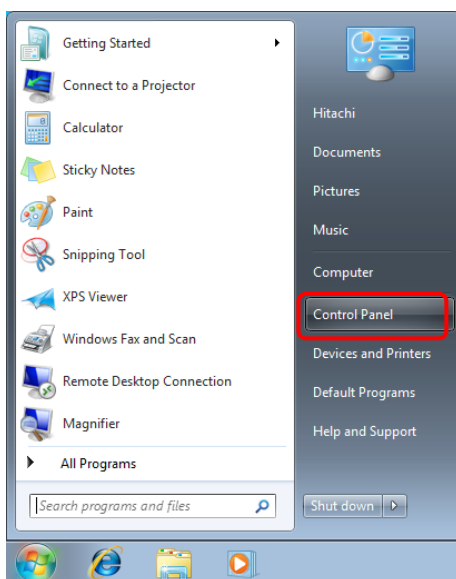 Getting Started
Connect to a Projector
Calculator
Sticky Notes
Paint
Snipping Tool
XPS Viewer
Windows Fax and Scan
Remote Desktop Connection
Magnifier
All Programs
Search programs and files
Hitachi
Documents
Pictures
Music
Computer
Control Panel
Devices and Printers
Default Programs
Help and Support
Shut down